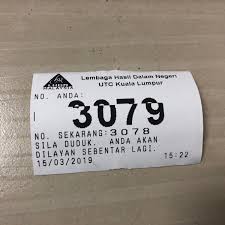 Lembaga Hasil Dalam Negeri
UTC Kuala Lumpur
MALAYSIA
NO. ANDA:
3079
NO. SEKARANG:3078
SILA DUDUK. ANDA AKAN
DILAYAN SEBENTAR LAGI.
15/03/2019 15:22